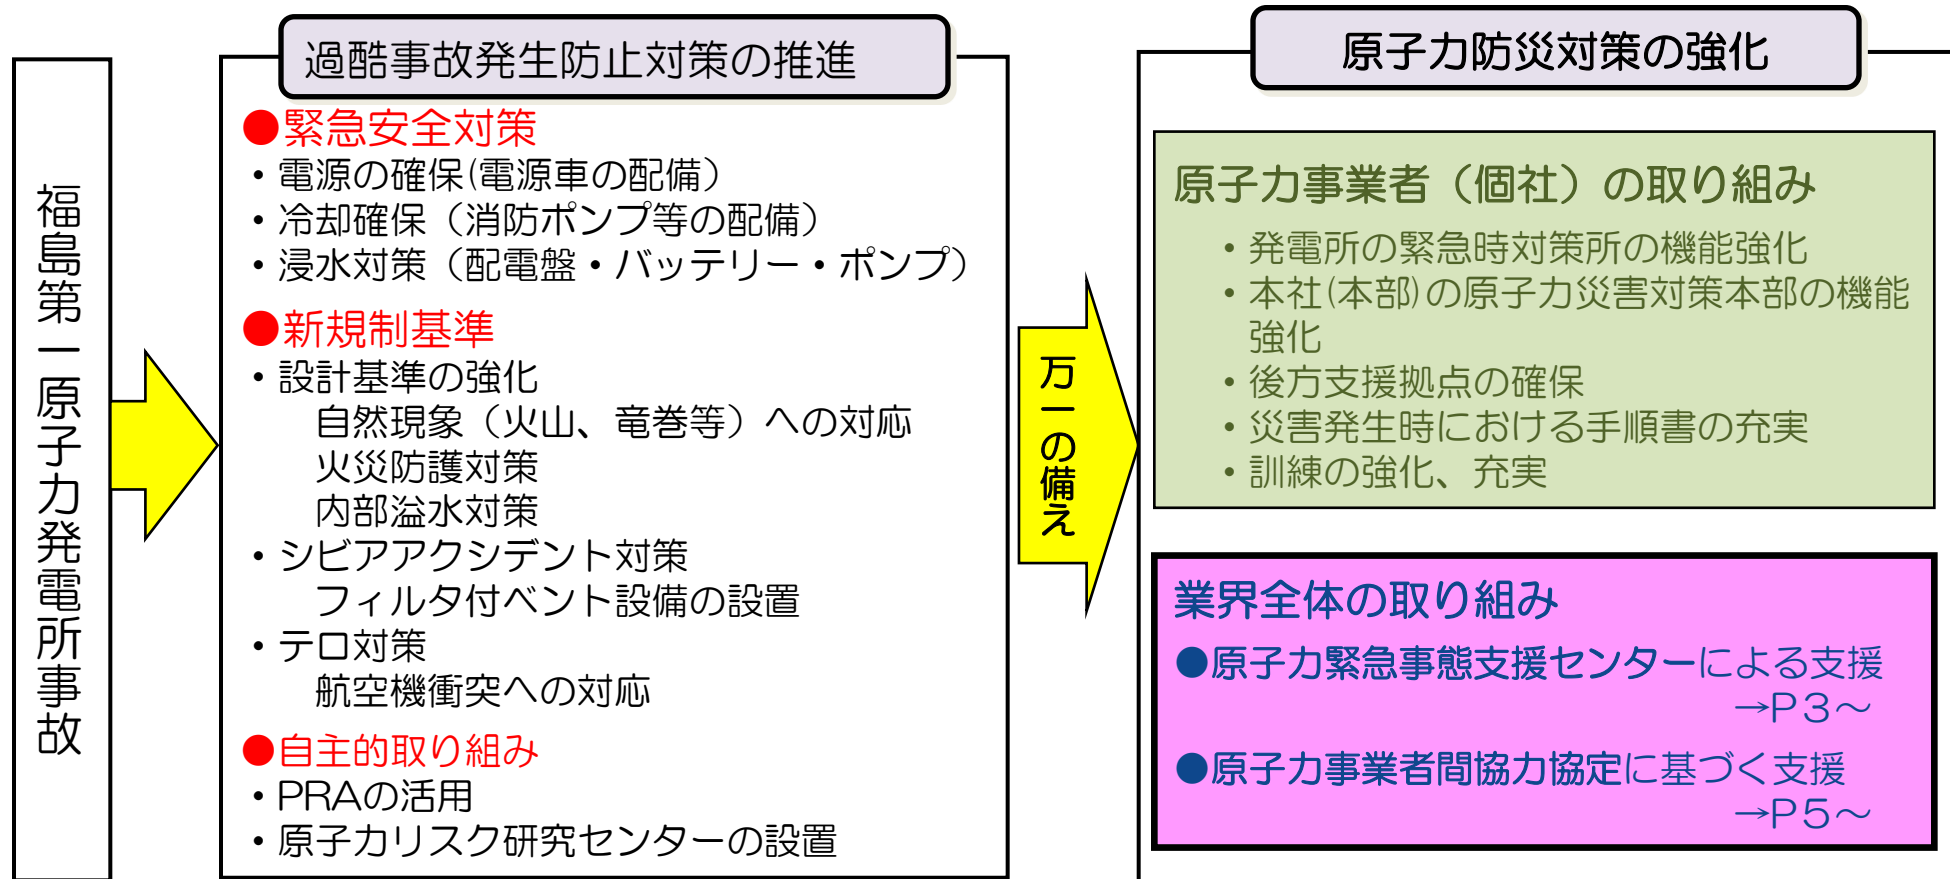 福島第一原子力発電所事故
過酷事故発生防止対策の推進
●緊急安全対策
・電源の確保(電源車の配備）
・冷却確保（消防ポンプ等の配備）
・浸水対策（配電盤・バッテリー・ポンプ）
●新規制基準
・設計基準の強化
自然現象（火山、竜巻等）への対応
火災防護対策
内部溢水対策
・シビアアクシデント対策
フィルタ付ベント設備の設置
・テロ対策
航空機衝突への対応
●自主的取り組み
・PRAの活用
・原子力リスク研究センターの設置
万一の備え
原子力防災対策の強化
原子力事業者（個社）の取り組み
・発電所の緊急時対策所の機能強化
・本社(本部)の原子力災害対策本部の機能
強化
・後方支援拠点の確保
・災害発生時における手順書の充実
・訓練の強化、充実
業界全体の取り組み
●原子力緊急事態支援センターによる支援
→P３～
●原子力事業者間協力協定に基づく支援
→P５～